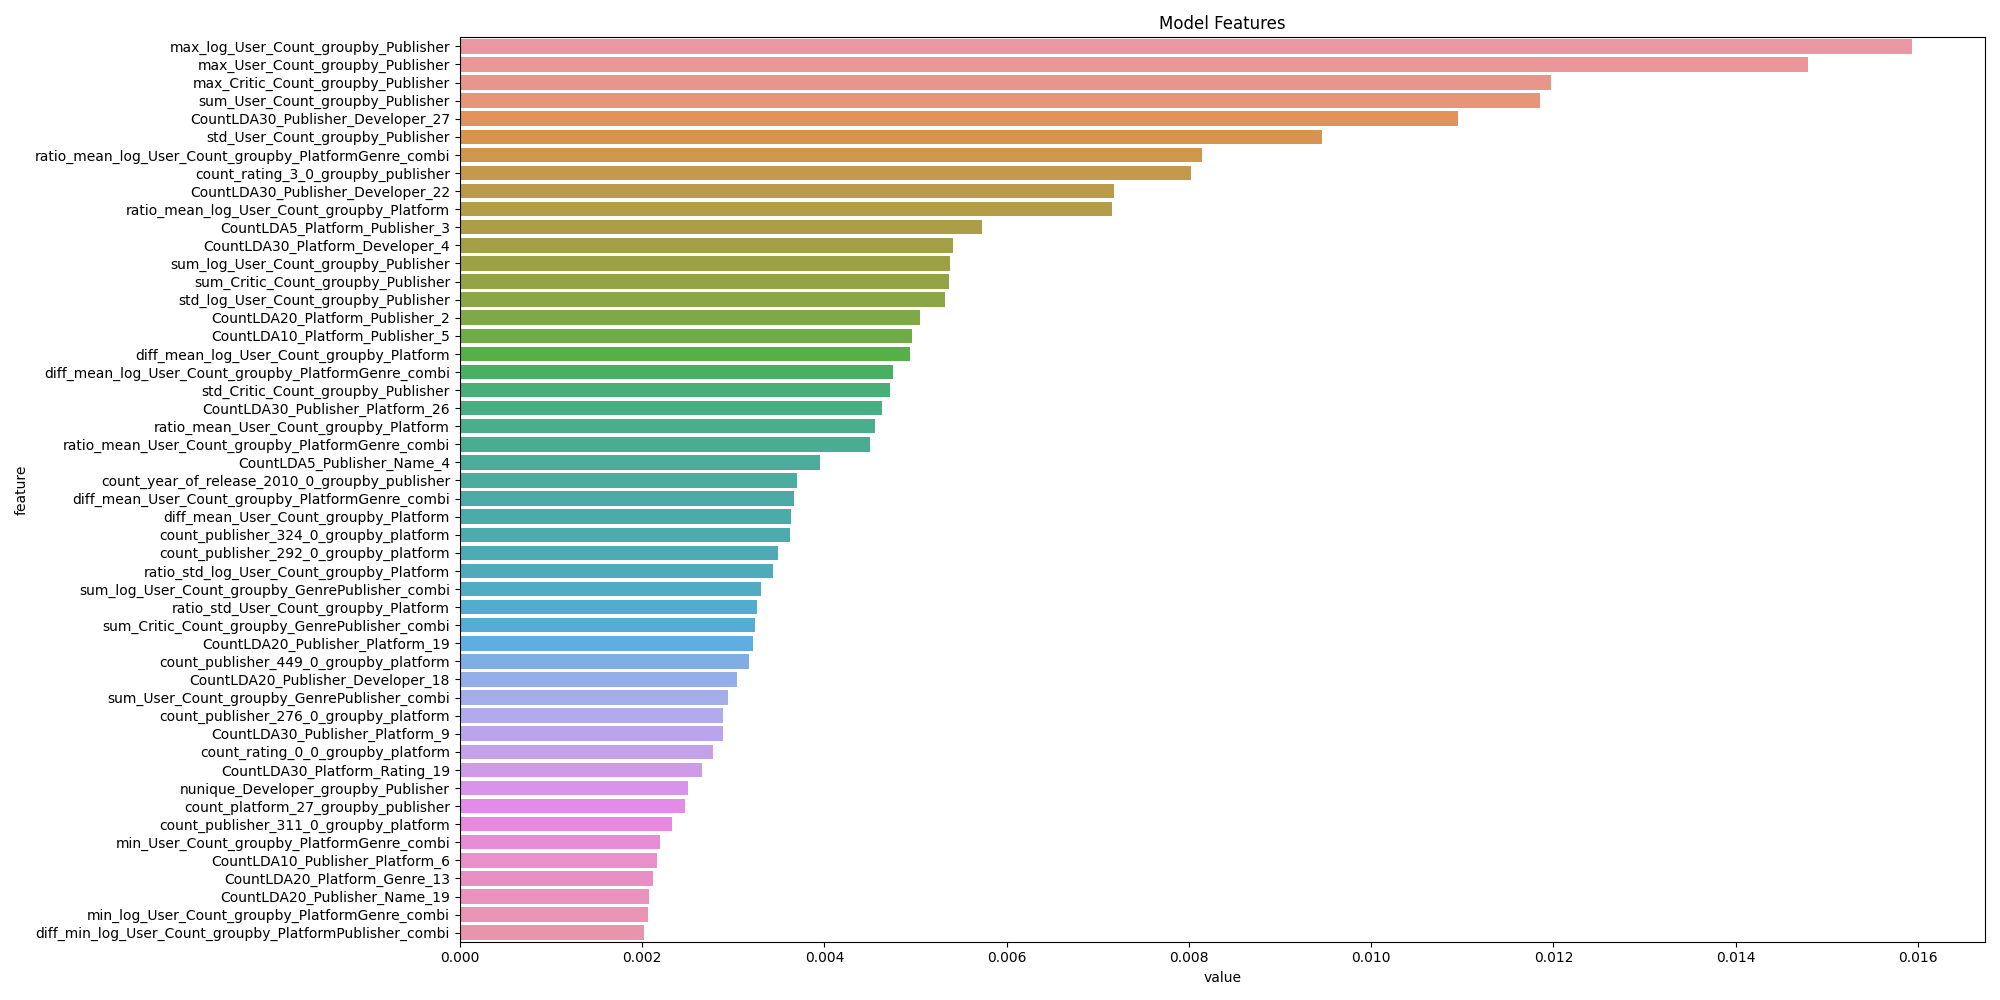 Model Features
max_log_User_Count_groupby_Publisher
max_User_Count_groupby_Publisher
max_Critic_Count_groupby_Publisher
sum_User_Count_groupby_Publisher
CountLDA30_Publisher_Developer_27
std_User_Count_groupby_Publisher
ratio_mean_log_User_Count_groupby_PlatformGenre_combi
count_rating_3_0_groupby_publisher
CountLDA30_Publisher_Developer_22
ratio_mean_log_User_Count_groupby_Platform
CountLDA5_Platform_Publisher_3
CountLDA30_Platform_Developer_4
sum_log_User_Count_groupby_Publisher
sum_Critic_Count_groupby_Publisher
std_log_User_Count_groupby_Publisher
CountLDA20_Platform_Publisher_2
CountLDA10_Platform_Publisher_5
diff_mean_log_User_Count_groupby_Platform
diff_mean_log_User_Count_groupby_PlatformGenre_combi
std_Critic_Count_groupby_Publisher
CountLDA30_Publisher_Platform_26
ratio_mean_User_Count_groupby_Platform
ratio_mean_User_Count_groupby_PlatformGenre_combi
CountLDA5_Publisher_Name_4
count_year_of_release_2010_0_groupby_publisher
diff_mean_User_Count_groupby_PlatformGenre_combi
diff_mean_User_Count_groupby_Platform
count_publisher_324_0_groupby_platform
count_publisher_292_0_groupby_platform
ratio_std_log_User_Count_groupby_Platform
sum_log_User_Count_groupby_GenrePublisher_combi
ratio_std_User_Count_groupby_Platform
sum_Critic_Count_groupby_GenrePublisher_combi
CountLDA20_Publisher_Platform_19
count_publisher_449_0_groupby_platform
CountLDA20_Publisher_Developer_18
sum_User_Count_groupby_GenrePublisher_combi
count_publisher_276_0_groupby_platform
CountLDA30_Publisher_Platform_9
count_rating_0_0_groupby_platform
CountLDA30_Platform_Rating_19
nunique_Developer_groupby_Publisher
count_platform_27_groupby_publisher
count_publisher_311_0_groupby_platform
min_User_Count_groupby_PlatformGenre_combi
CountLDA10_Publisher_Platform_6
CountLDA20_Platform_Genre_13
CountLDA20_Publisher_Name_19
min_log_User_Count_groupby_PlatformGenre_combi
diff_min_log_User_Count_groupby_PlatformPublisher_combi
feature
0.000 0.002 0.004 0.006 0.008 0.010 0.012 0.014 0.016
value